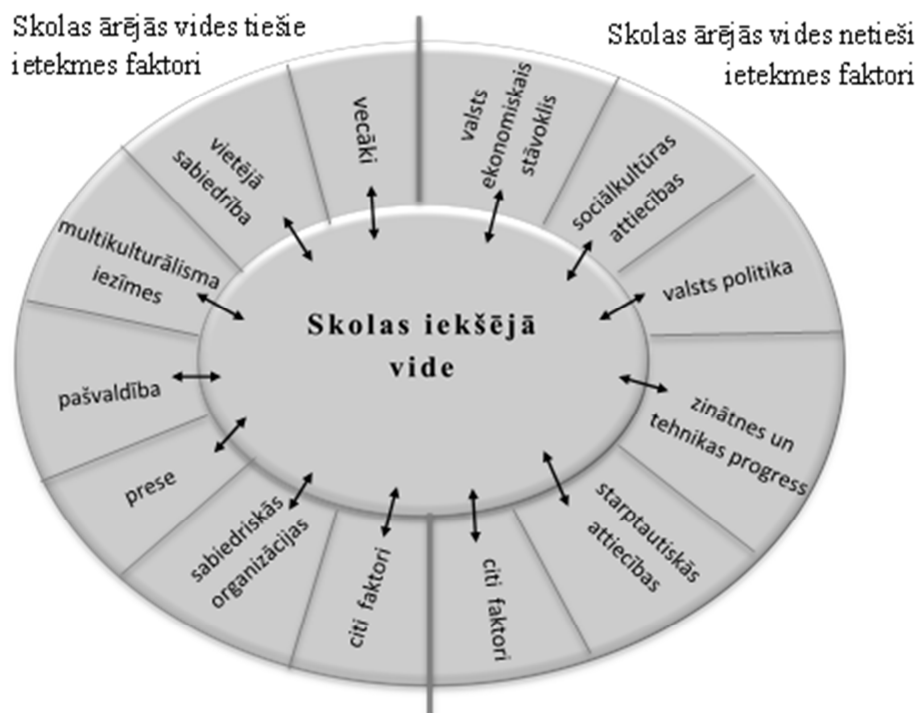 Skolas ārējās vides tiešie
ietekmes faktori
Skolas ārējās vides netieši
ietekmes faktori
vecāki
vietējā
sabiedrība
multikulturālisma
iezīmes
pašvaldība
prese
sabiedriskās
organizācijas
citi faktori
valsts
ekonomiskais
stāvoklis
sociālkultūras
attiecības
valsts politika
zinātnes un
tehnikas progress
starptautiskās
attiecības
citi faktori
Skolas iekšējā
vide